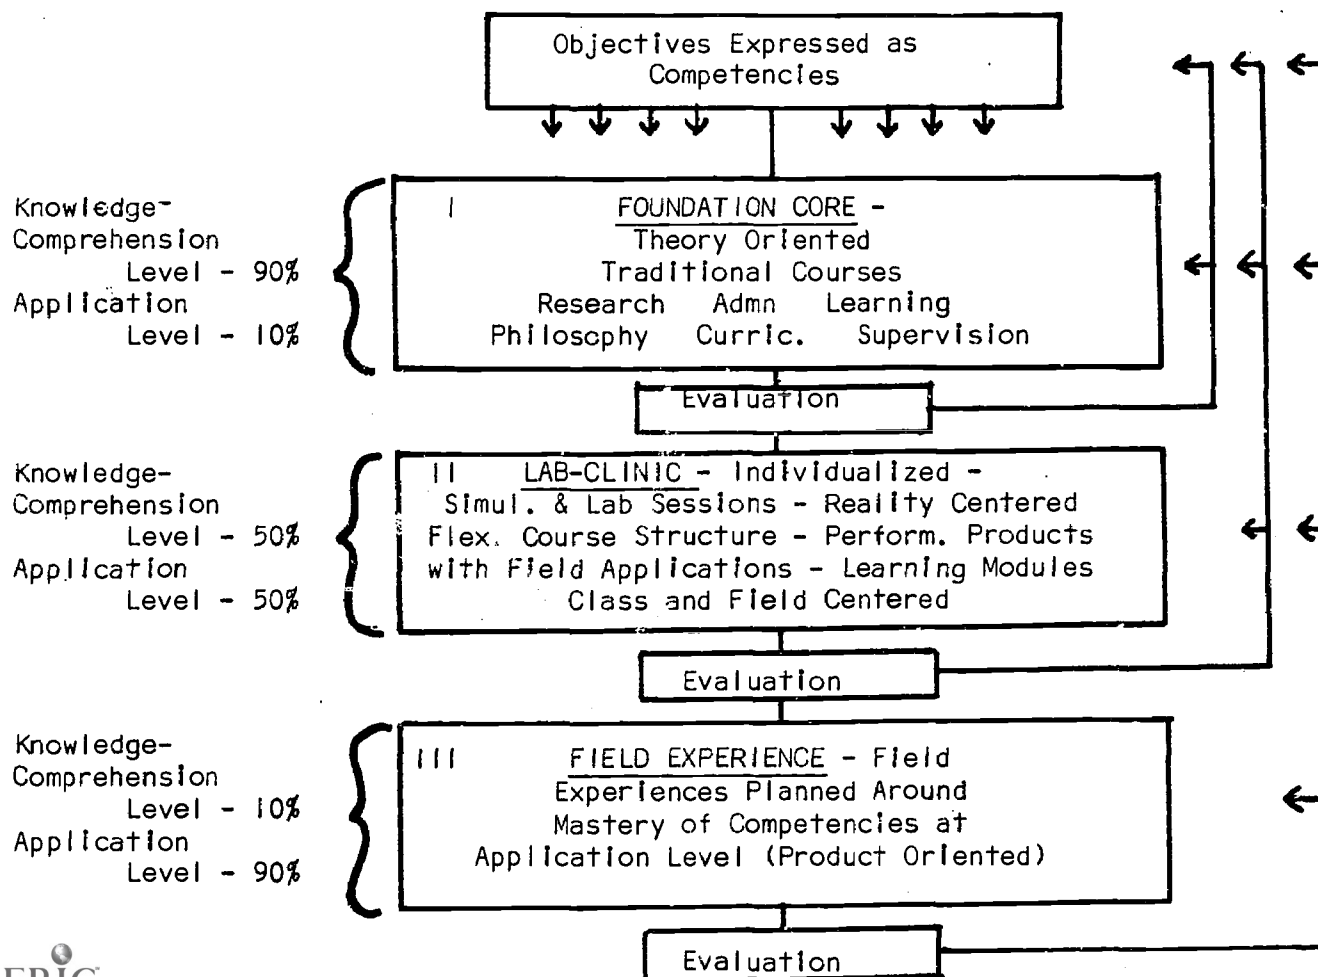 Objectives Expressed as
Competencies
Knowledge-
Comprehension
Level - 90%
Application
Level - 10%
I FOUNDATION CORE -
Theory Oriented
Traditional Courses
Research Admn Learning
Philosophy Curric. Supervision
Evaluation
Knowledge-
Comprehension
Level - 50%
Application
Level - 50%
II LAB-CLINIC - Individualized -
Simul. & Lab Sessions - Reality Centered
Flex. Course Structure - Perform. Products
with Field Applications - Learning Modules
Class and Field Centered
Evaluation
Knowledge-
Comprehension
Level - 10%
Application
Level - 90%
III FIELD EXPERIENCE - Field
Experiences Planned Around
Mastery of Competencies at
Application Level (Product Oriented)
Evaluation
ERIC